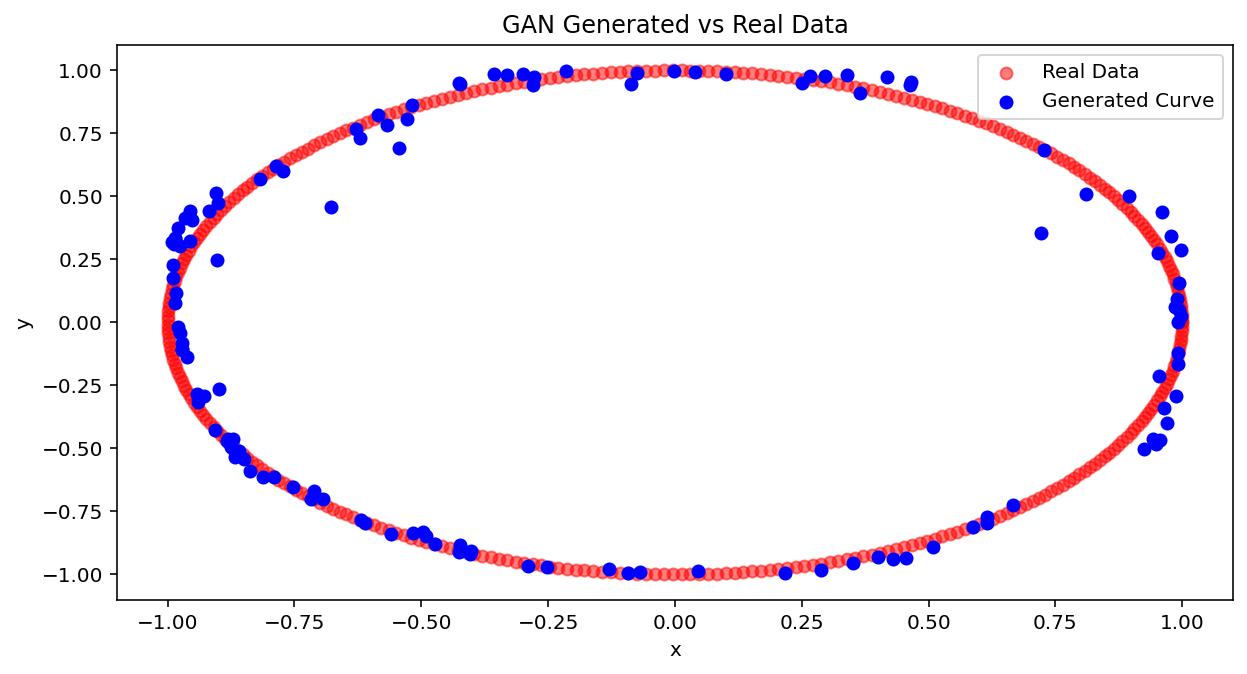 GAN Generated vs Real Data
Real Data
Generated Curve
1.00
0.75
0.50
0.25
0.00
−0.25
−0.50
−0.75
−1.00
y
−1.00 −0.75 −0.50 −0.25 0.00 0.25 0.50 0.75 1.00
x